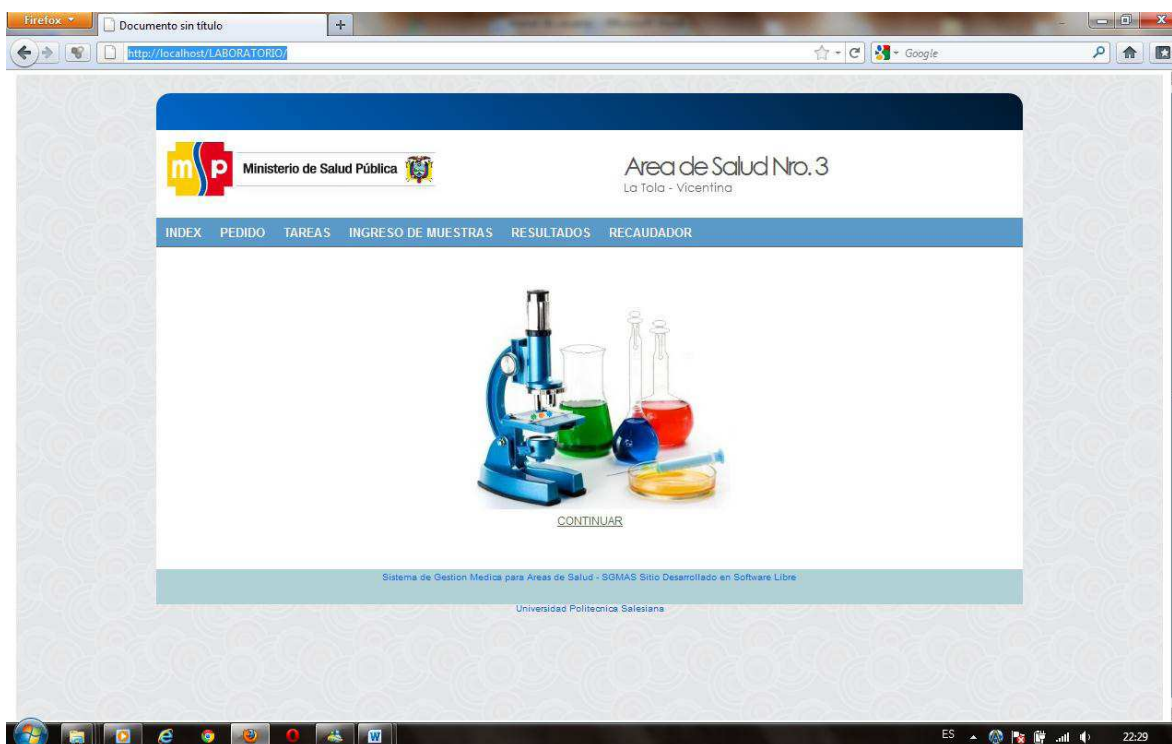 Firefox
Documento sin título
http://localhost/LABORATORIO/
Google
msp
Ministerio de Salud Pública
Area de Salud Nro. 3
La Tola - Vicentina
INDEX PEDIDO TAREAS INGRESO DE MUESTRAS RESULTADOS RECAUDADOR
CONTINUAR
Sistema de Gestion Medica para Areas de Salud - SGMAS Sitio Desarrollado en Software Libre
Universidad Politecnica Salesiana
ES 22:29